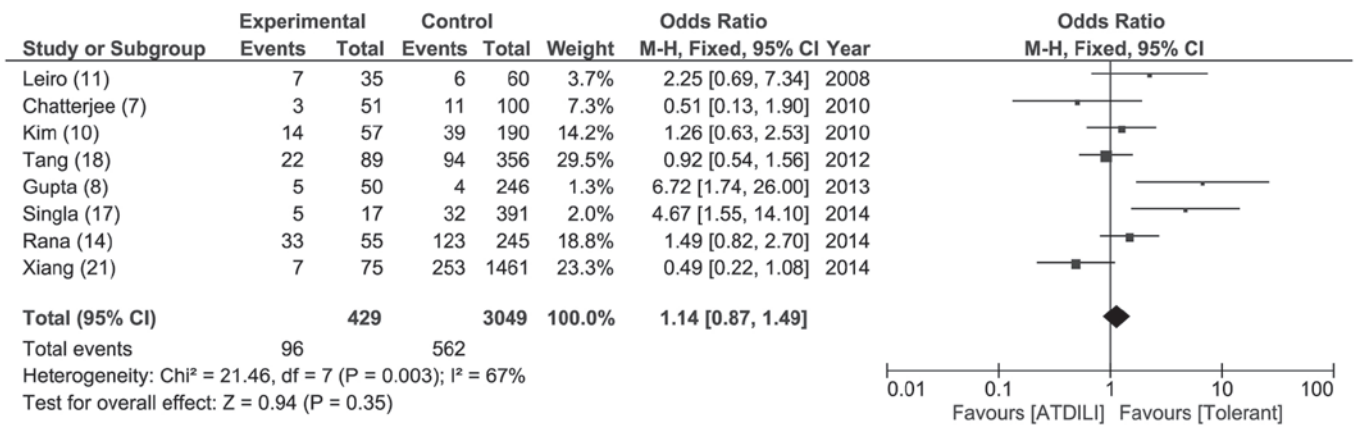 Experimental Control Odds Ratio Odds Ratio
Study or Subgroup Events Total Events Total Weight M-H, Fixed, 95% CI Year M-H, Fixed, 95% CI
Leiro (11) 7 35 6 60 3.7% 2.25 [0.69, 7.34] 2008
Chatterjee (7) 3 51 11 100 7.3% 0.51 [0.13, 1.90] 2010
Kim (10) 14 57 39 190 14.2% 1.26 [0.63, 2.53] 2010
Tang (18) 22 89 94 356 29.5% 0.92 [0.54, 1.56] 2012
Gupta (8) 5 50 4 246 1.3% 6.72 [1.74, 26.00] 2013
Singla (17) 5 17 32 391 2.0% 4.67 [1.55, 14.10] 2014
Rana (14) 33 55 123 245 18.8% 1.49 [0.82, 2.70] 2014
Xiang (21) 7 75 253 1461 23.3% 0.49 [0.22, 1.08] 2014
Total (95% CI) 429 3049 100.0% 1.14 [0.87, 1.49]
Total events 96 562
Heterogeneity: Chi² = 21.46, df = 7 (P = 0.003); I² = 67%
Test for overall effect: Z = 0.94 (P = 0.35)
0.01 0.1 1 10 100
Favours [ATDILI] Favours [Tolerant]